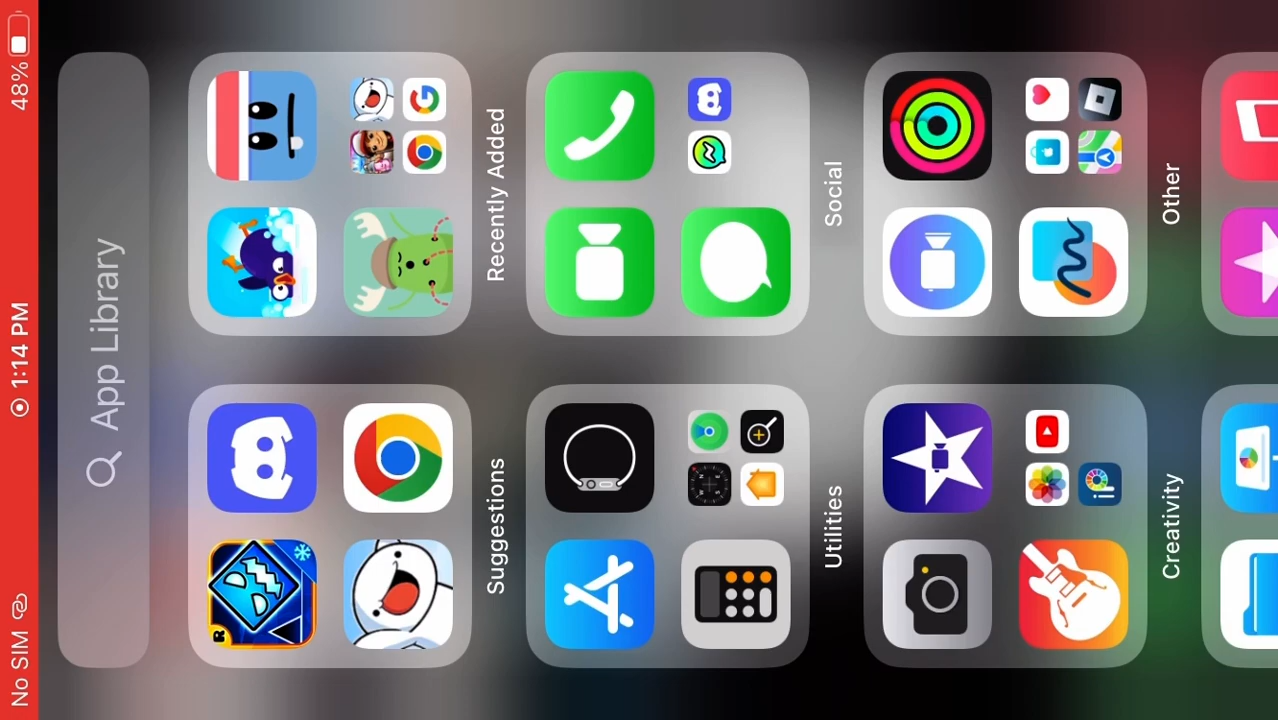 No SIM 1:14 PM 48%
App Library
Suggestions Recently Added
Utilities Social
Creativity Other